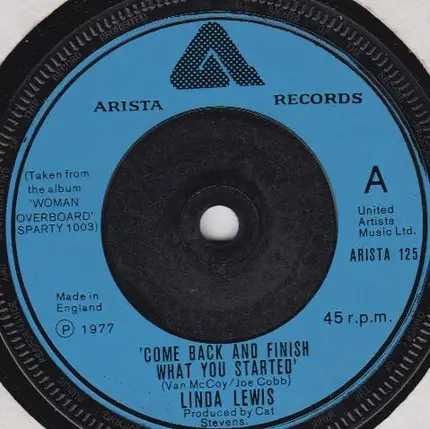 ARISTA RECORDS
(Taken from
the album
'WOMAN
OVERBOARD'
SPARTY 1003)
A
United
Artists
Music Ltd.
ARISTA 125
Made in
England
Ⓟ 1977
45 r.p.m.
'COME BACK AND FINISH
WHAT YOU STARTED'
(Van McCoy/Joe Cobb)
LINDA LEWIS
Produced by Cat
Stevens.